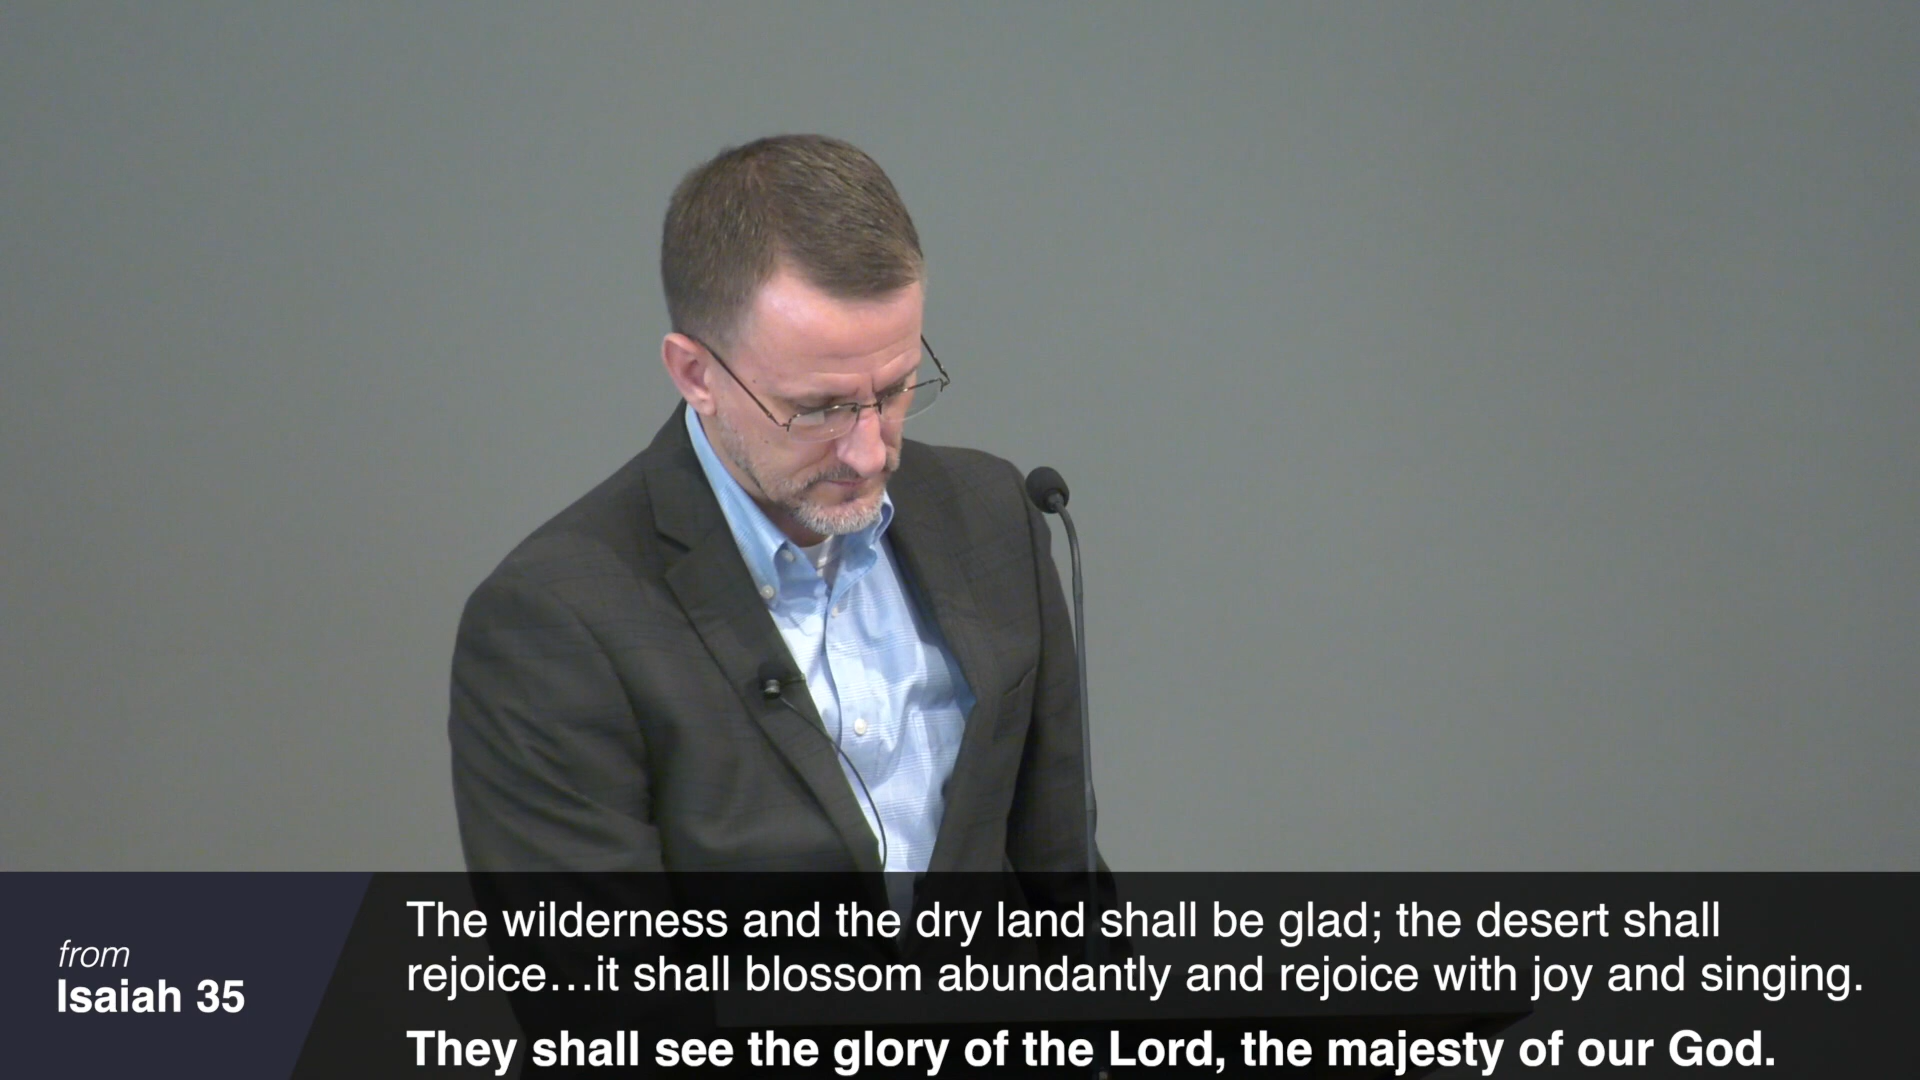 from
Isaiah 35
The wilderness and the dry land shall be glad; the desert shall
rejoice…it shall blossom abundantly and rejoice with joy and singing.
They shall see the glory of the Lord, the majesty of our God.